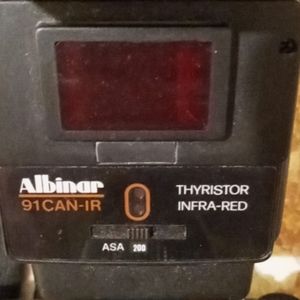 Albinar
91CAN-IR
THYRISTOR
INFRA-RED
ASA 200